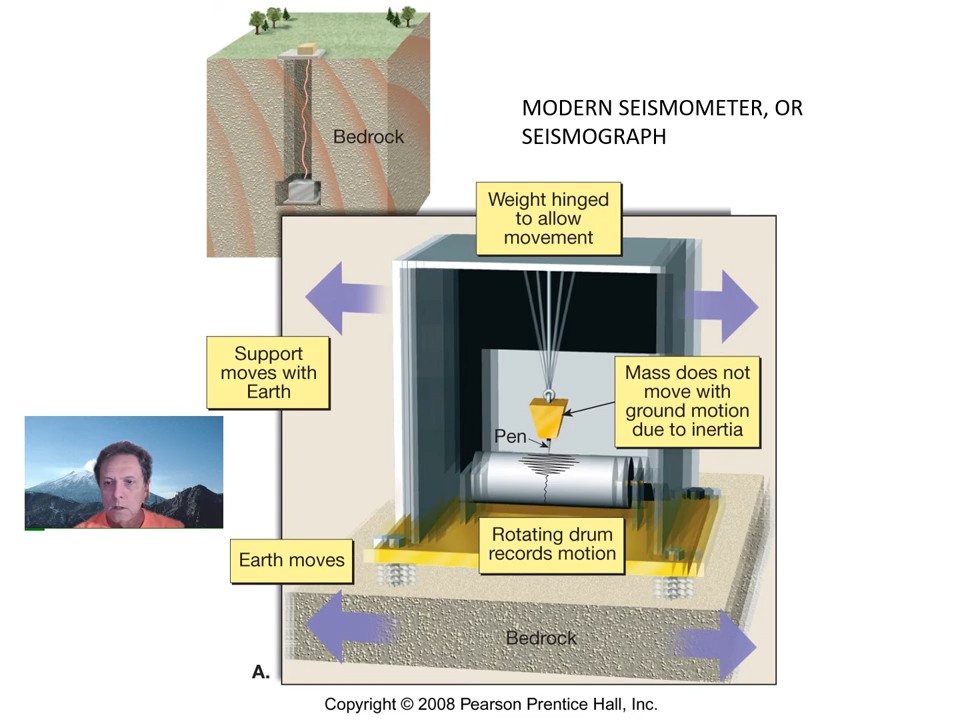 Bedrock
MODERN SEISMOMETER, OR
SEISMOGRAPH
Weight hinged
to allow
movement
Support
moves with
Earth
Mass does not
move with
ground motion
due to inertia
Pen
Rotating drum
records motion
Earth moves
Bedrock
A.
Copyright © 2008 Pearson Prentice Hall, Inc.